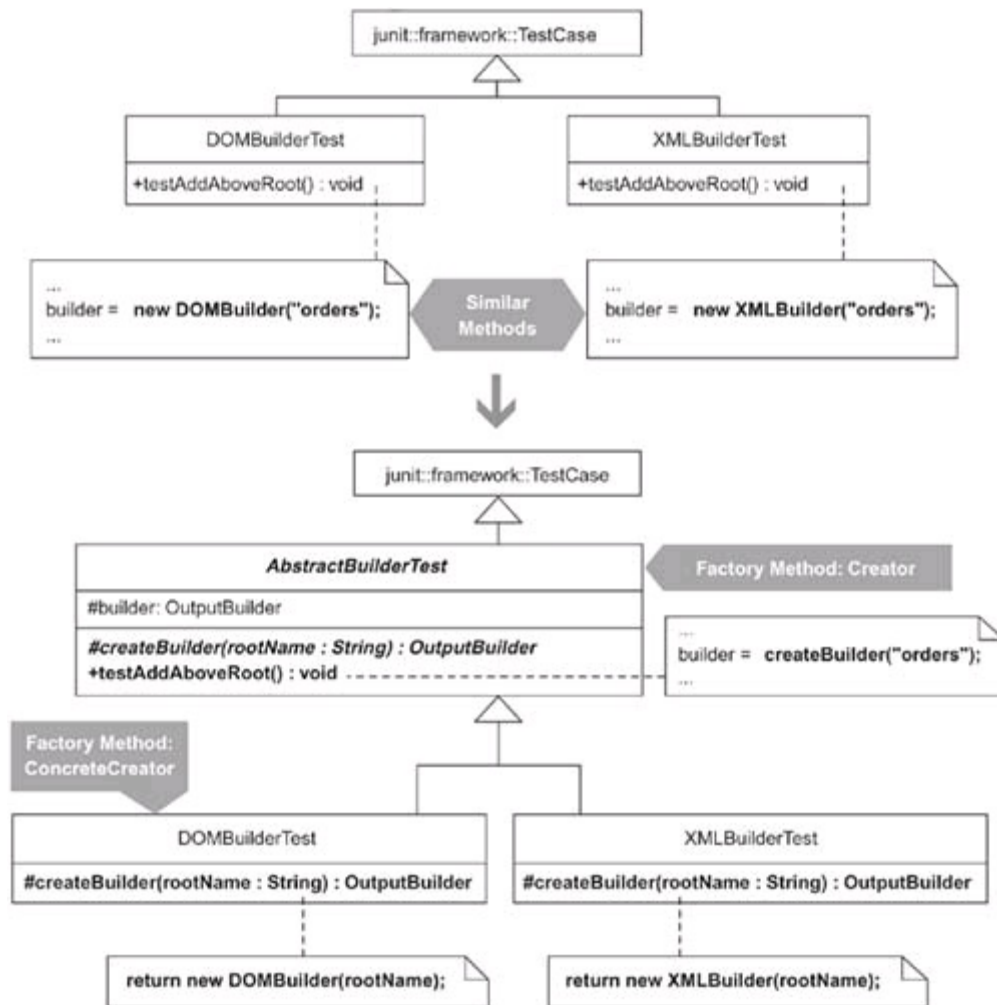 junit::framework::TestCase
DOMBuilderTest
+testAddAboveRoot() : void
XMLBuilderTest
+testAddAboveRoot() : void
...
builder = new DOMBuilder("orders");
...
Similar
Methods
...
builder = new XMLBuilder("orders");
...
junit::framework::TestCase
AbstractBuilderTest
#builder: OutputBuilder
#createBuilder(rootName : String) : OutputBuilder
+testAddAboveRoot() : void
Factory Method: Creator
...
builder = createBuilder("orders");
...
Factory Method:
ConcreteCreator
DOMBuilderTest
#createBuilder(rootName : String) : OutputBuilder
XMLBuilderTest
#createBuilder(rootName : String) : OutputBuilder
return new DOMBuilder(rootName);
return new XMLBuilder(rootName);